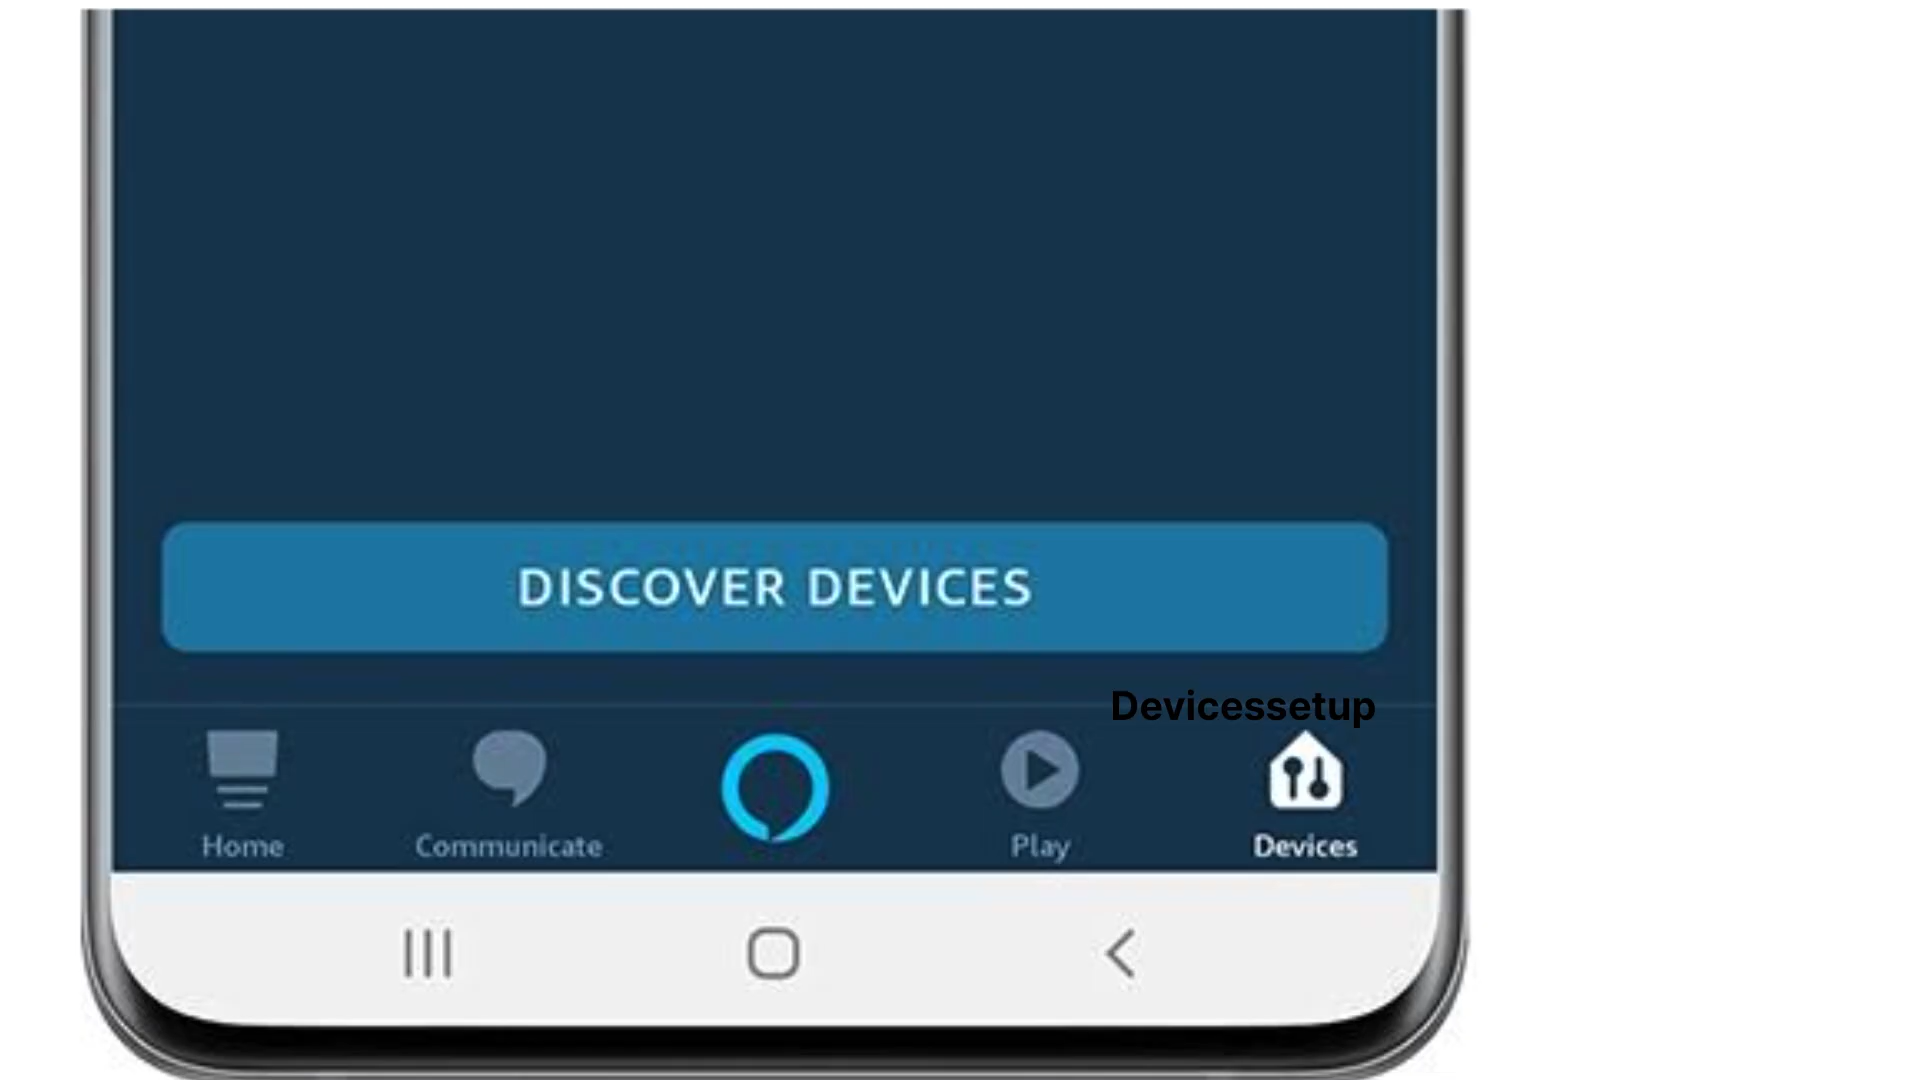 DISCOVER DEVICES
Devicessetup
Home
Communicate
Play
Devices